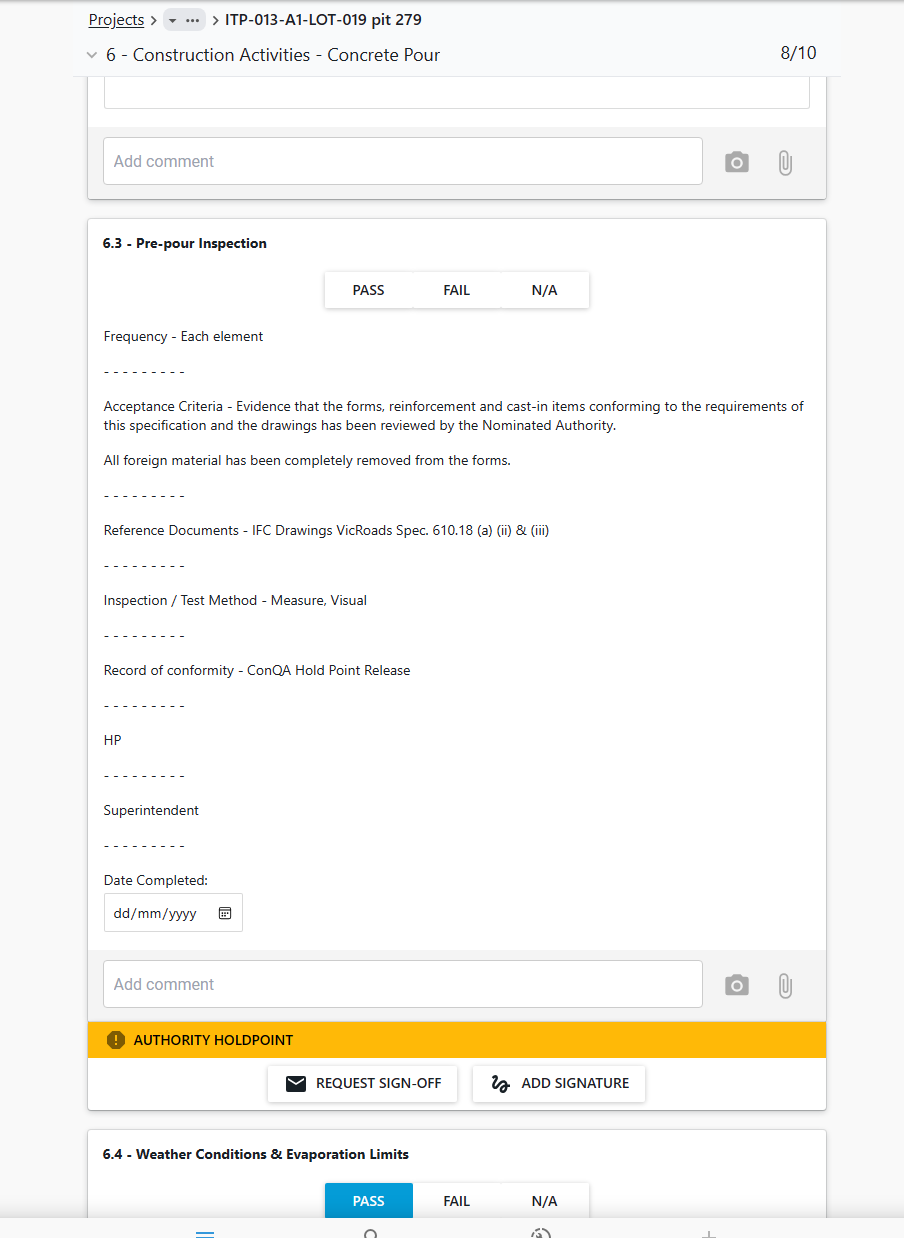 Projects > ... > ITP-013-A1-LOT-019 pit 279
6 - Construction Activities - Concrete Pour
8/10
Add comment
6.3 - Pre-pour Inspection
PASS FAIL N/A
Frequency - Each element
- - - - - - - - -
Acceptance Criteria - Evidence that the forms, reinforcement and cast-in items conforming to the requirements of
this specification and the drawings has been reviewed by the Nominated Authority.
All foreign material has been completely removed from the forms.
- - - - - - - - -
Reference Documents - IFC Drawings VicRoads Spec. 610.18 (a) (ii) & (iii)
- - - - - - - - -
Inspection / Test Method - Measure, Visual
- - - - - - - - -
Record of conformity - ConQA Hold Point Release
- - - - - - - - -
HP
- - - - - - - - -
Superintendent
- - - - - - - - -
Date Completed:
dd/mm/yyyy
Add comment
AUTHORITY HOLDPOINT
REQUEST SIGN-OFF ADD SIGNATURE
6.4 - Weather Conditions & Evaporation Limits
PASS FAIL N/A